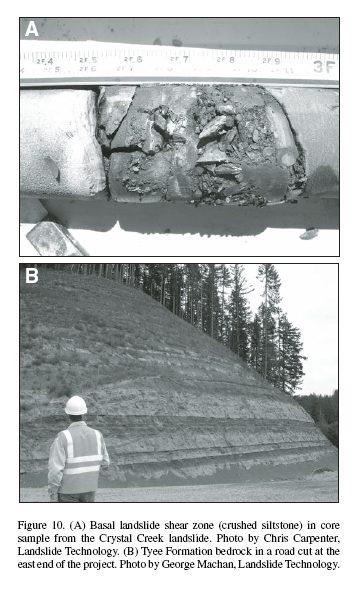 A
2F.4 2F.5 2F.6 2F.7 2F.8 2F.9 3F
B
Figure 10. (A) Basal landslide shear zone (crushed siltstone) in core
sample from the Crystal Creek landslide. Photo by Chris Carpenter,
Landslide Technology. (B) Tyee Formation bedrock in a road cut at the
east end of the project. Photo by George Machan, Landslide Technology.